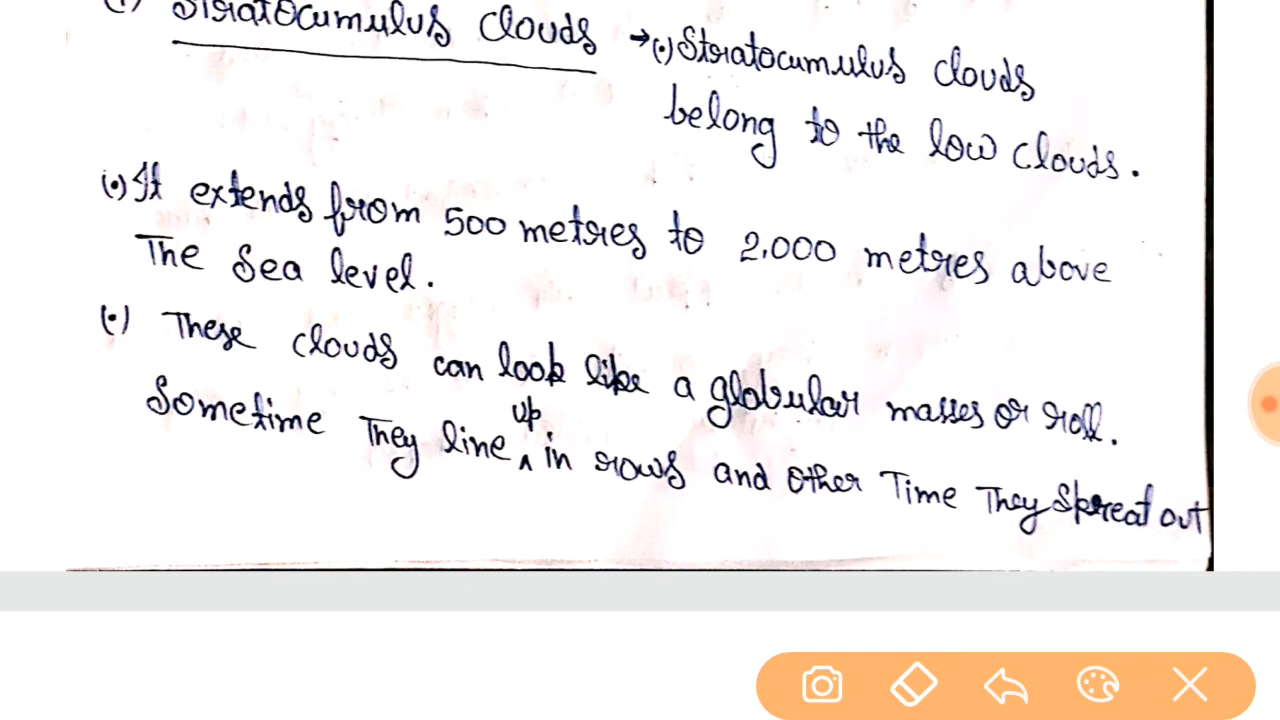 Stratocumulus Clouds → (•) Stratocumulus clouds
belong to the low clouds.
(•) It extends from 500 metres to 2,000 metres above
The Sea level.
(•) These clouds can look like a globular masses or roll.
Sometime They line up in rows and other Time They Spreat out